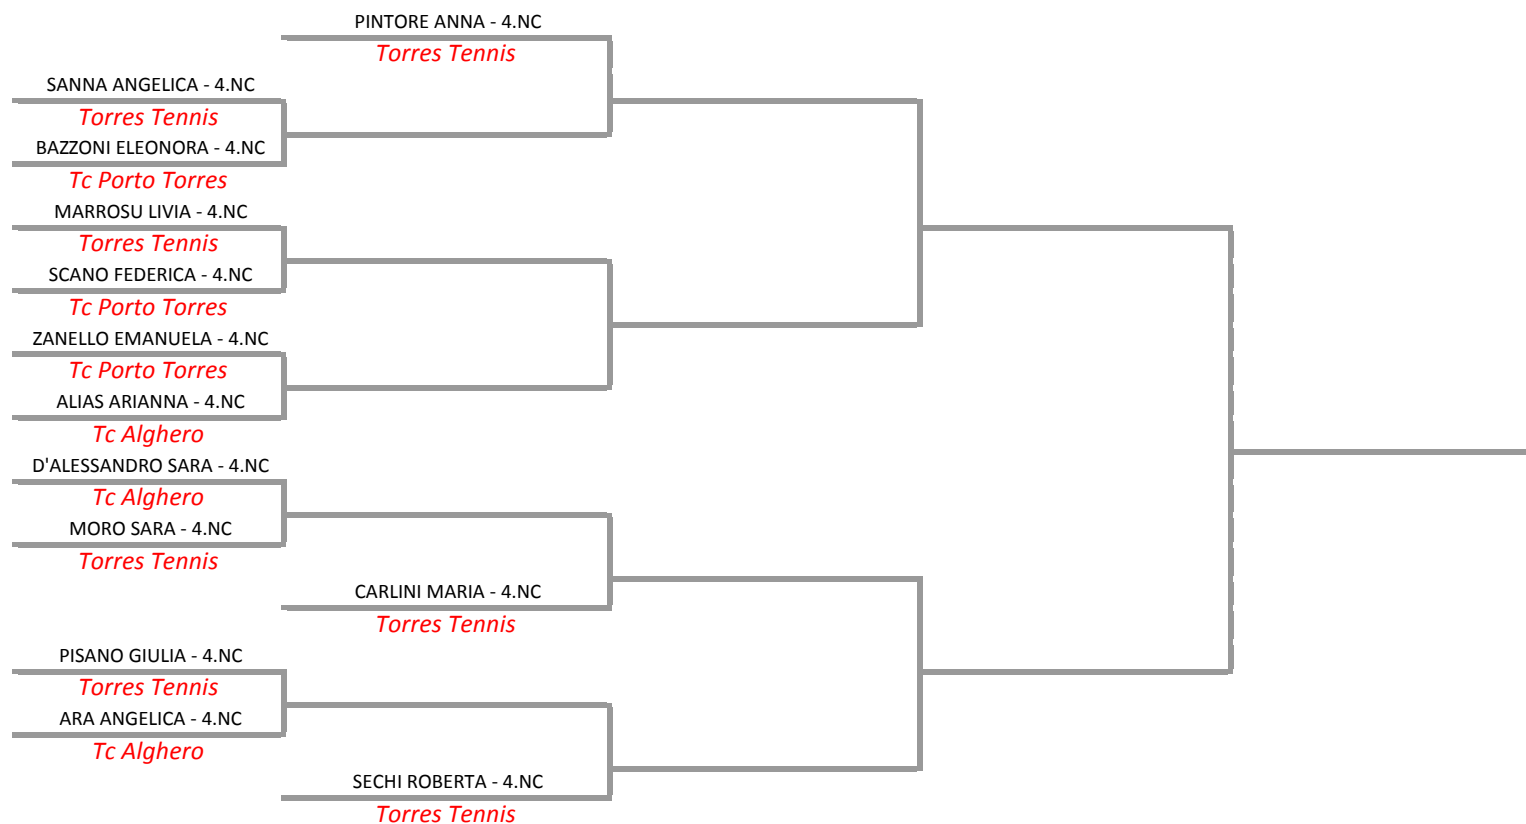 PINTORE ANNA - 4.NC
Torres Tennis
SANNA ANGELICA - 4.NC
Torres Tennis
BAZZONI ELEONORA - 4.NC
Tc Porto Torres
MARROSU LIVIA - 4.NC
Torres Tennis
SCANO FEDERICA - 4.NC
Tc Porto Torres
ZANELLO EMANUELA - 4.NC
Tc Porto Torres
ALIAS ARIANNA - 4.NC
Tc Alghero
D'ALESSANDRO SARA - 4.NC
Tc Alghero
MORO SARA - 4.NC
Torres Tennis
CARLINI MARIA - 4.NC
Torres Tennis
PISANO GIULIA - 4.NC
Torres Tennis
ARA ANGELICA - 4.NC
Tc Alghero
SECHI ROBERTA - 4.NC
Torres Tennis